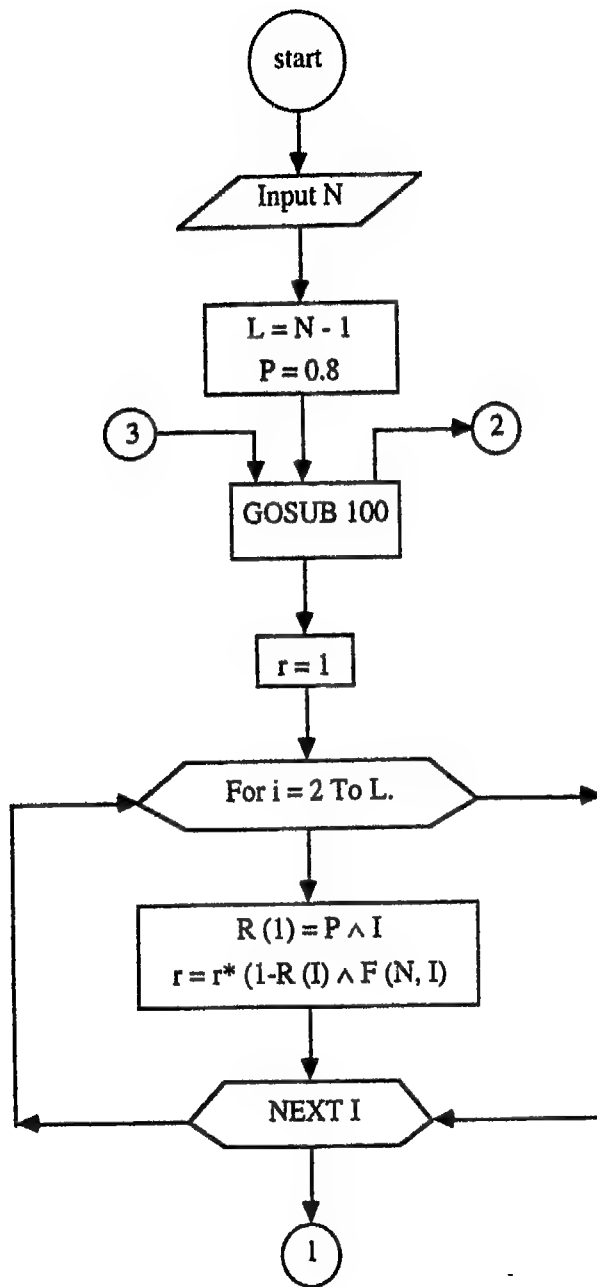 start
Input N
L = N - 1
P = 0.8
3
2
GOSUB 100
r = 1
For i = 2 To L.
R (1) = P ∧ I
r = r* (1-R (I) ∧ F (N, I)
NEXT I
1